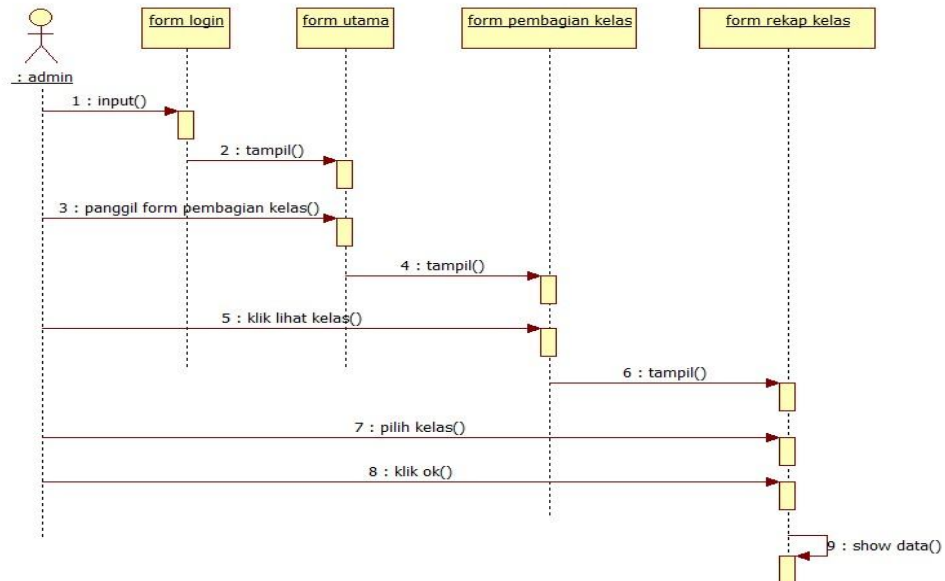 form login
form utama
form pembagian kelas
form rekap kelas
: admin
1 : input()
2 : tampil()
3 : panggil form pembagian kelas()
4 : tampil()
5 : klik lihat kelas()
6 : tampil()
7 : pilih kelas()
8 : klik ok()
9 : show data()